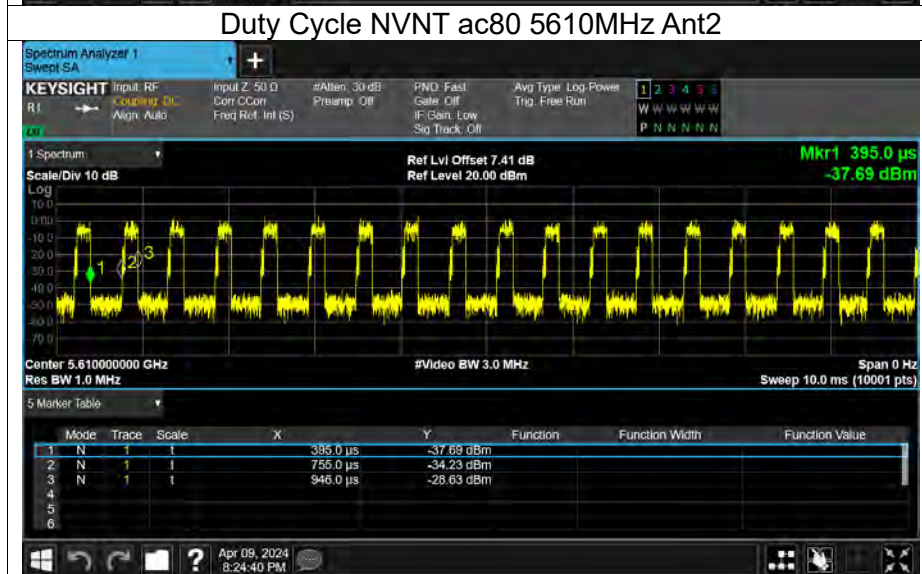 Duty Cycle NVNT ac80 5610MHz Ant2
Spectrum Analyzer 1
Swept SA
+
KEYSIGHT Input: RF Input Z: 50 Ω #Atten: 30 dB PNO: Fast Avg Type: Log-Power 1 2 3 4 5 6
Coupling: DC Corr CCorr Preamp: Off Gate: Off Trig: Free Run W W W W W W
Align: Auto Freq Ref: Int (S) IF Gain: Low
Sig Track: Off P N N N N N
1 Spectrum Ref Lvl Offset 7.41 dB Mkr1 395.0 µs
Scale/Div 10 dB Ref Level 20.00 dBm -37.69 dBm
Log
10.0
0.00
-10.0
-20.0
-30.0
-40.0
-50.0
-60.0
-70.0
1
2
3
Center 5.610000000 GHz #Video BW 3.0 MHz Span 0 Hz
Res BW 1.0 MHz Sweep 10.0 ms (10001 pts)
5 Marker Table
Mode Trace Scale X Y Function Function Width Function Value
1 N 1 t 395.0 µs -37.69 dBm
2 N 1 t 755.0 µs -34.23 dBm
3 N 1 t 946.0 µs -28.63 dBm
4
5
6
? Apr 09, 2024
8:24:40 PM